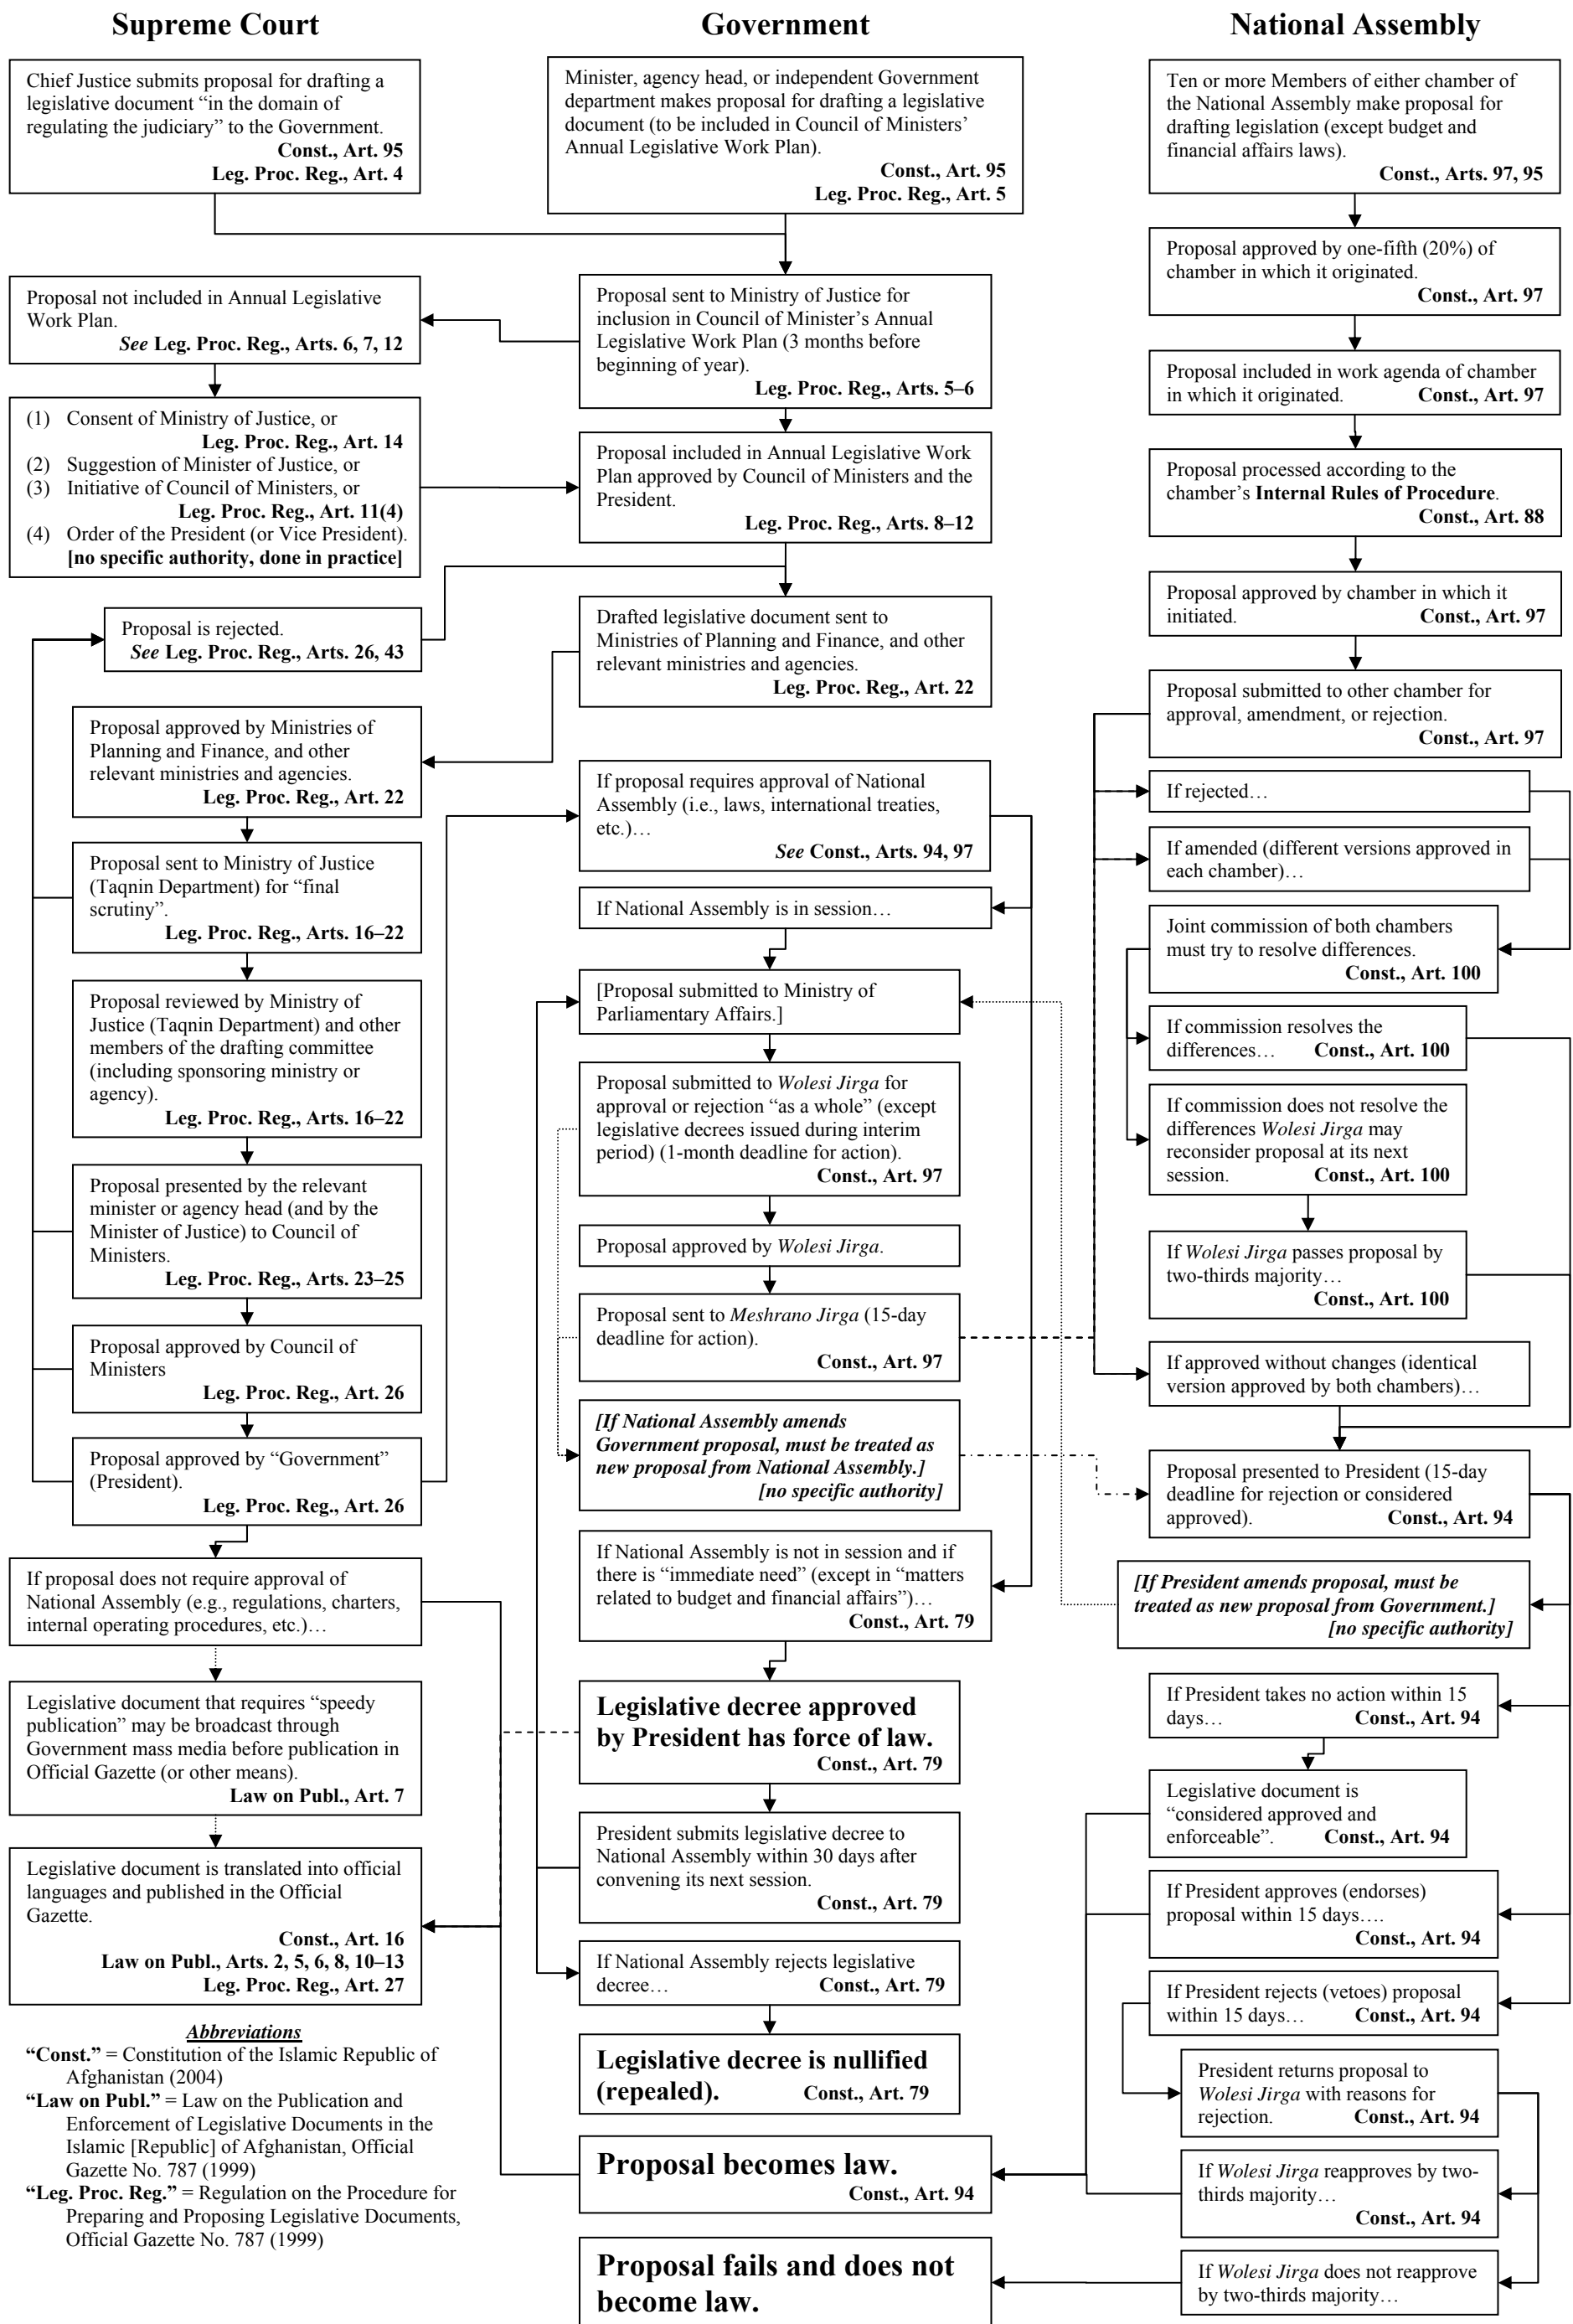 Supreme Court
Chief Justice submits proposal for drafting a
legislative document “in the domain of
regulating the judiciary” to the Government.
Const., Art. 95
Leg. Proc. Reg., Art. 4
Proposal not included in Annual Legislative
Work Plan.
See Leg. Proc. Reg., Arts. 6, 7, 12
(1) Consent of Ministry of Justice, or
Leg. Proc. Reg., Art. 14
(2) Suggestion of Minister of Justice, or
(3) Initiative of Council of Ministers, or
Leg. Proc. Reg., Art. 11(4)
(4) Order of the President (or Vice President).
[no specific authority, done in practice]
Proposal is rejected.
See Leg. Proc. Reg., Arts. 26, 43
Proposal approved by Ministries of
Planning and Finance, and other
relevant ministries and agencies.
Leg. Proc. Reg., Art. 22
Proposal sent to Ministry of Justice
(Taqnin Department) for “final
scrutiny”.
Leg. Proc. Reg., Arts. 16–22
Proposal reviewed by Ministry of
Justice (Taqnin Department) and other
members of the drafting committee
(including sponsoring ministry or
agency).
Leg. Proc. Reg., Arts. 16–22
Proposal presented by the relevant
minister or agency head (and by the
Minister of Justice) to Council of
Ministers.
Leg. Proc. Reg., Arts. 23–25
Proposal approved by Council of
Ministers
Leg. Proc. Reg., Art. 26
Proposal approved by “Government”
(President).
Leg. Proc. Reg., Art. 26
If proposal does not require approval of
National Assembly (e.g., regulations, charters,
internal operating procedures, etc.)…
Legislative document that requires “speedy
publication” may be broadcast through
Government mass media before publication in
Official Gazette (or other means).
Law on Publ., Art. 7
Legislative document is translated into official
languages and published in the Official
Gazette.
Const., Art. 16
Law on Publ., Arts. 2, 5, 6, 8, 10–13
Leg. Proc. Reg., Art. 27
Abbreviations
“Const.” = Constitution of the Islamic Republic of
Afghanistan (2004)
“Law on Publ.” = Law on the Publication and
Enforcement of Legislative Documents in the
Islamic [Republic] of Afghanistan, Official
Gazette No. 787 (1999)
“Leg. Proc. Reg.” = Regulation on the Procedure for
Preparing and Proposing Legislative Documents,
Official Gazette No. 787 (1999)
Government
Minister, agency head, or independent Government
department makes proposal for drafting a legislative
document (to be included in Council of Ministers’
Annual Legislative Work Plan).
Const., Art. 95
Leg. Proc. Reg., Art. 5
Proposal sent to Ministry of Justice for
inclusion in Council of Minister’s Annual
Legislative Work Plan (3 months before
beginning of year).
Leg. Proc. Reg., Arts. 5–6
Proposal included in Annual Legislative Work
Plan approved by Council of Ministers and the
President.
Leg. Proc. Reg., Arts. 8–12
Drafted legislative document sent to
Ministries of Planning and Finance, and other
relevant ministries and agencies.
Leg. Proc. Reg., Art. 22
If proposal requires approval of National
Assembly (i.e., laws, international treaties,
etc.)…
See Const., Arts. 94, 97
If National Assembly is in session…
[Proposal submitted to Ministry of
Parliamentary Affairs.]
Proposal submitted to Wolesi Jirga for
approval or rejection “as a whole” (except
legislative decrees issued during interim
period) (1-month deadline for action).
Const., Art. 97
Proposal approved by Wolesi Jirga.
Proposal sent to Meshrano Jirga (15-day
deadline for action).
Const., Art. 97
[If National Assembly amends
Government proposal, must be treated as
new proposal from National Assembly.]
[no specific authority]
If National Assembly is not in session and if
there is “immediate need” (except in “matters
related to budget and financial affairs”)…
Const., Art. 79
Legislative decree approved
by President has force of law.
Const., Art. 79
President submits legislative decree to
National Assembly within 30 days after
convening its next session.
Const., Art. 79
If National Assembly rejects legislative
decree… Const., Art. 79
Legislative decree is nullified
(repealed). Const., Art. 79
Proposal becomes law.
Const., Art. 94
Proposal fails and does not
become law.
National Assembly
Ten or more Members of either chamber of
the National Assembly make proposal for
drafting legislation (except budget and
financial affairs laws).
Const., Arts. 97, 95
Proposal approved by one-fifth (20%) of
chamber in which it originated.
Const., Art. 97
Proposal included in work agenda of chamber
in which it originated. Const., Art. 97
Proposal processed according to the
chamber’s Internal Rules of Procedure.
Const., Art. 88
Proposal approved by chamber in which it
initiated. Const., Art. 97
Proposal submitted to other chamber for
approval, amendment, or rejection.
Const., Art. 97
If rejected…
If amended (different versions approved in
each chamber)…
Joint commission of both chambers
must try to resolve differences.
Const., Art. 100
If commission resolves the
differences… Const., Art. 100
If commission does not resolve the
differences Wolesi Jirga may
reconsider proposal at its next
session. Const., Art. 100
If Wolesi Jirga passes proposal by
two-thirds majority…
Const., Art. 100
If approved without changes (identical
version approved by both chambers)…
Proposal presented to President (15-day
deadline for rejection or considered
approved). Const., Art. 94
[If President amends proposal, must be
treated as new proposal from Government.]
[no specific authority]
If President takes no action within 15
days… Const., Art. 94
Legislative document is
“considered approved and
enforceable”. Const., Art. 94
If President approves (endorses)
proposal within 15 days….
Const., Art. 94
If President rejects (vetoes) proposal
within 15 days… Const., Art. 94
President returns proposal to
Wolesi Jirga with reasons for
rejection. Const., Art. 94
If Wolesi Jirga reapproves by two-
thirds majority…
Const., Art. 94
If Wolesi Jirga does not reapprove
by two-thirds majority…